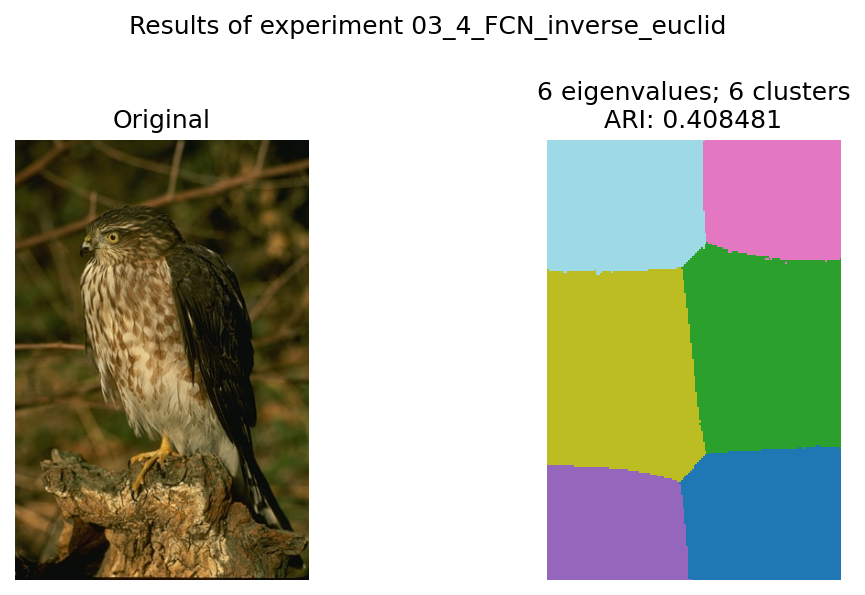 Results of experiment 03_4_FCN_inverse_euclid
Original
6 eigenvalues; 6 clusters
ARI: 0.408481